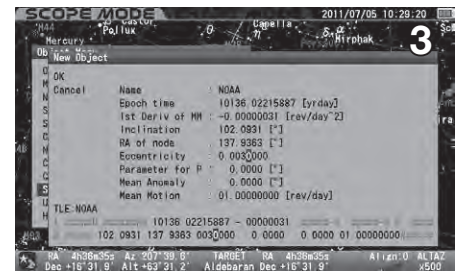 SCOPE MODE 2011/07/05 10:29:20
M44 Castor Pollux Capella
Mercury Mirphak
3
New Object
OK
Cancel
Name : NOAA
Epoch time 10136.02215887 [yrday]
1st Deriv of MM : -0.00000031 [rev/day^2]
Inclination 102.0931 [°]
RA of node 137.9363 [°]
Eccentricity : 0.0030000
Parameter for P 0.0000 [°]
Mean Anomaly 0.0000 [°]
Mean Motion 01.00000000 [rev/day]
TLE:NOAA
10136 02215887 - 00000031
102 0931 137 9363 0030000 0.0000 0.0000 01 00000000
RA 4h36m35s Az 207°39.6' TARGET RA 4h36m35s Align:0 ALTAZ
Dec +16°31.9' Alt +63°31.2' Aldebaran Dec +16°31.9' x500